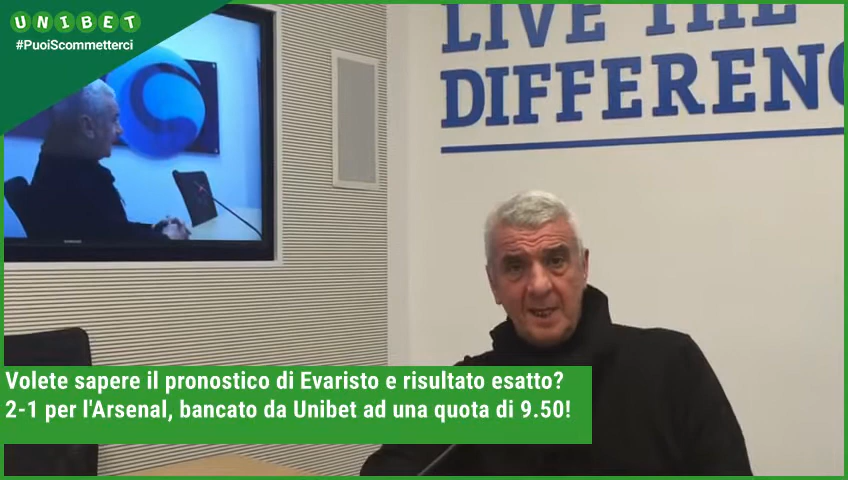 UNIBET
#PuoiScommetterci
LIVE THE
DIFFEREN
Volete sapere il pronostico di Evaristo e risultato esatto?
2-1 per l'Arsenal, bancato da Unibet ad una quota di 9.50!